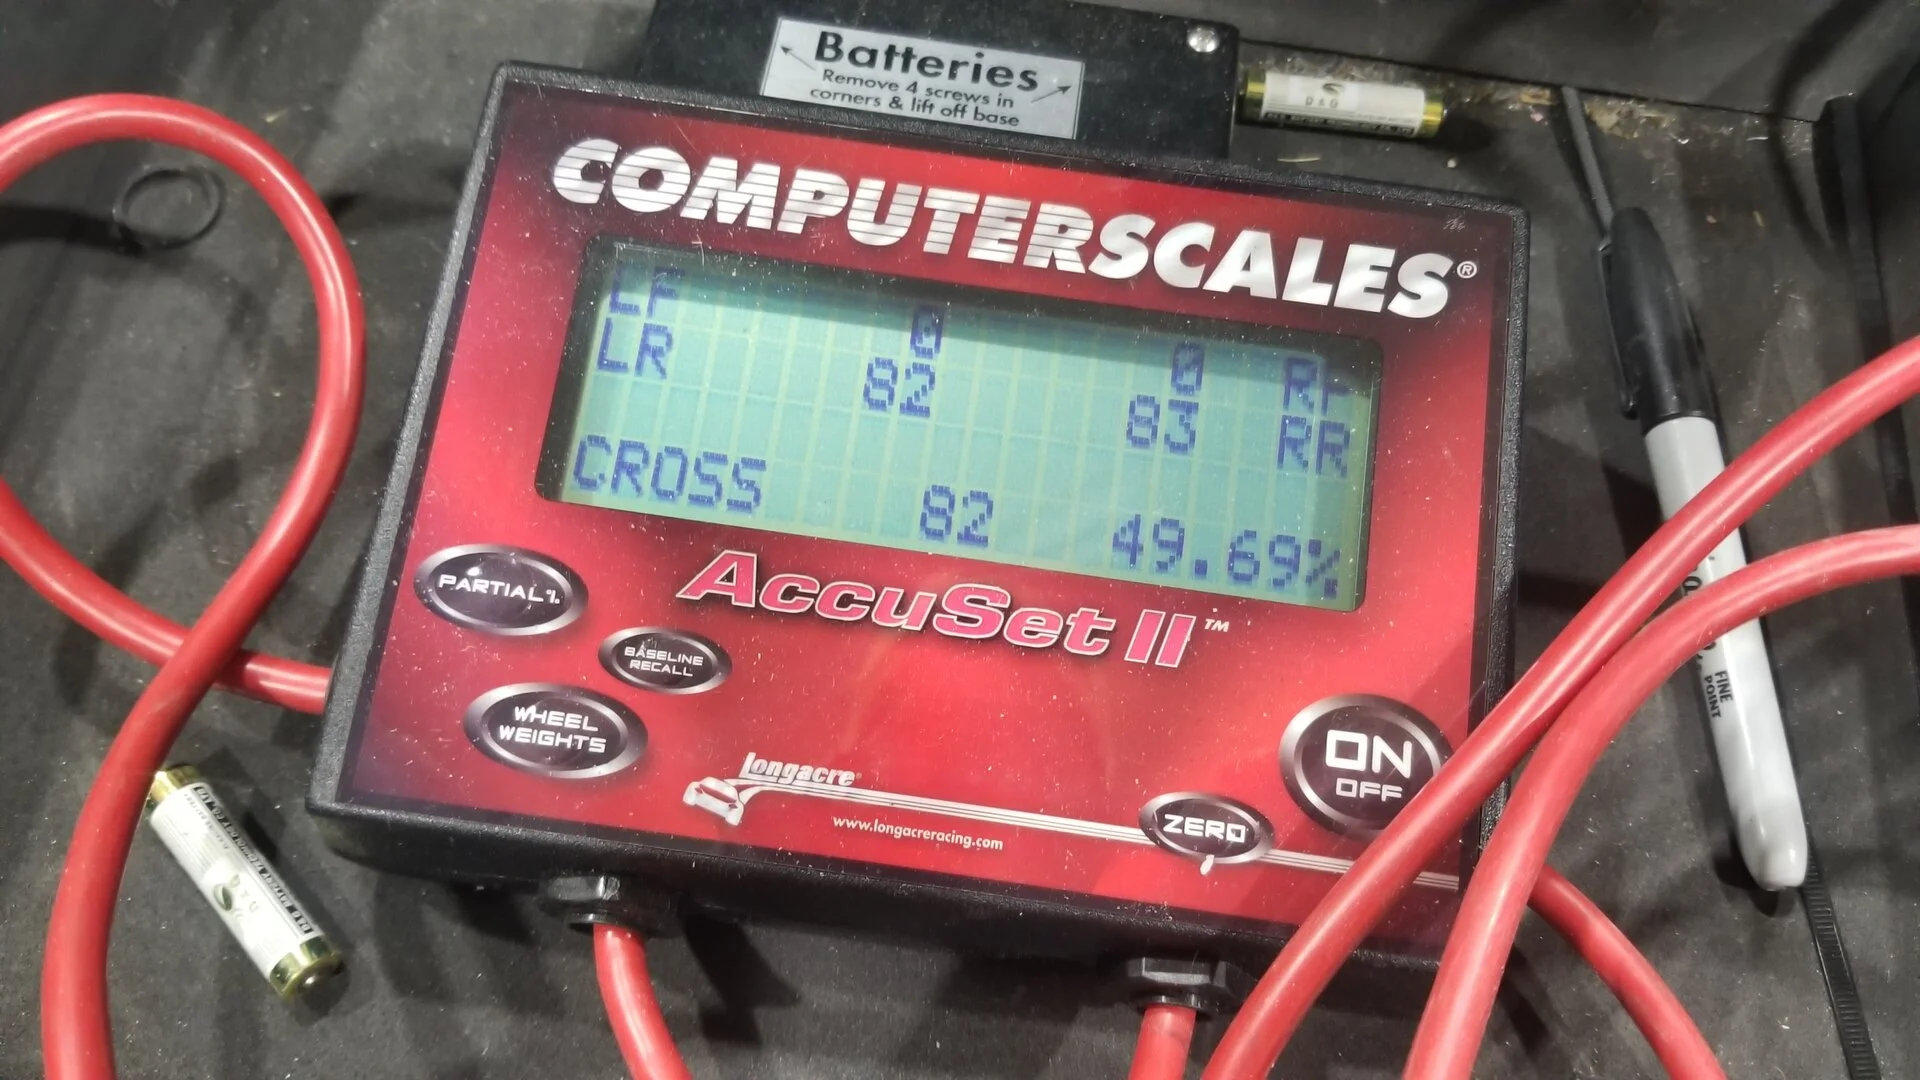 Batteries
Remove 4 screws in
corners & lift off base
D&G
COMPUTERSCALES®
LF 0 0 RF
LR 82 83 RR
CROSS 82 49.69%
AccuSet II™
PARTIAL %
BASELINE
RECALL
WHEEL
WEIGHTS
ON
OFF
longacre®
www.longacreracing.com
ZERO
FINE
POINT